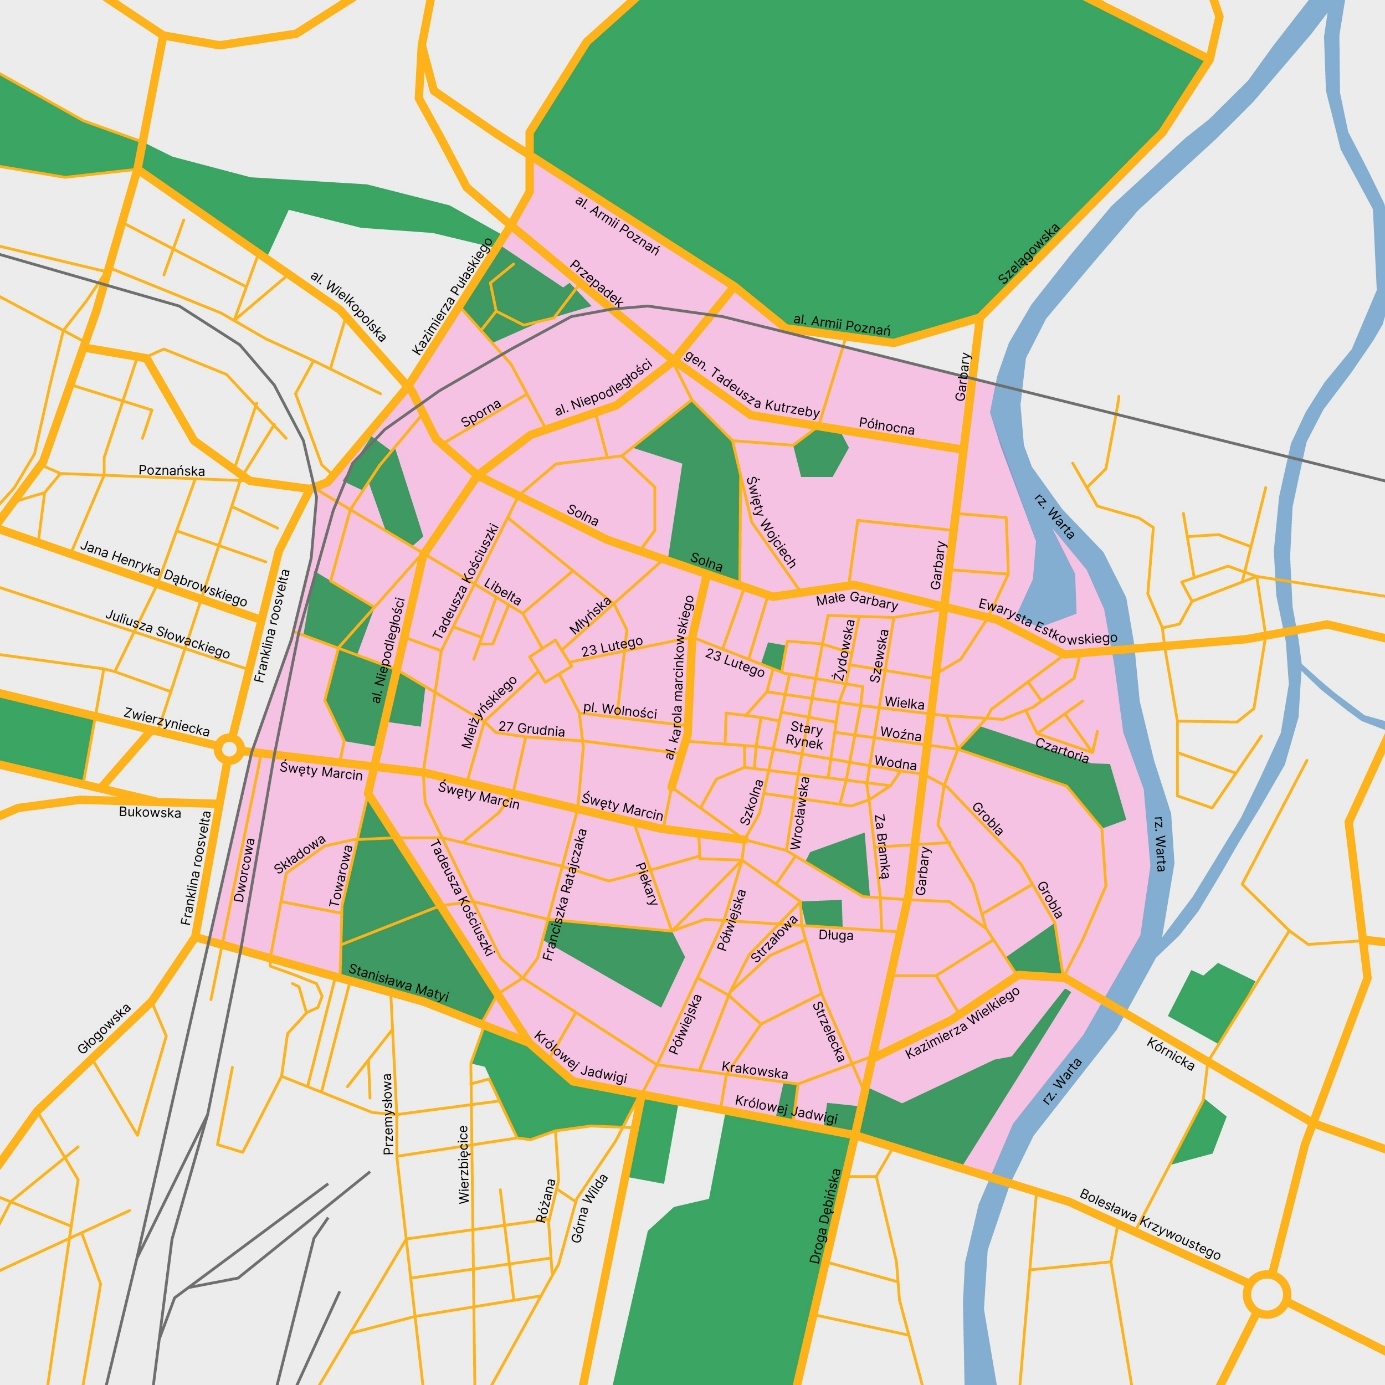 al. Armii Poznań
Szelągowska
Przepadek
Kazimierza Pułaskiego
al. Wielkopolska
al. Armii Poznań
gen. Tadeusza Kutrzeby
Garbary
al. Niepodległości
Sporna
Północna
Poznańska
Solna
Święty Wojciech
rz. Warta
Solna
Tadeusza Kościuszki
Garbary
Jana Henryka Dąbrowskiego
Libelta
Małe Garbary
Ewarysta Estkowskiego
Młyńska
Juliusza Słowackiego
Franklina roosvelta
al. Niepodległości
23 Lutego
al. karola marcinkowskiego
23 Lutego
Żydowska
Szewska
Zwierzyniecka
Mielżyńskiego
pl. Wolności
27 Grudnia
Wielka
Stary
Rynek
Woźna
Wodna
Czartoria
Śwęty Marcin
Śwęty Marcin
Śwęty Marcin
Bukowska
Szkolna
Wrocławska
Grobla
Za Bramką
rz. Warta
Składowa
Franklina roosvelta
Dworcowa
Towarowa
Tadeusza Kościuszki
Franciszka Ratajczaka
Piekary
Garbary
Grobla
Półwiejska
Strzałowa
Długa
Stanisława Matyi
Głogowska
Królowej Jadwigi
Półwiejska
Strzelecka
Kazimierza Wielkiego
Kórnicka
Krakowska
rz. Warta
Królowej Jadwigi
Przemysłowa
Wierzbięcice
Różana
Górna Wilda
Droga Dębińska
Bolesława Krzywoustego